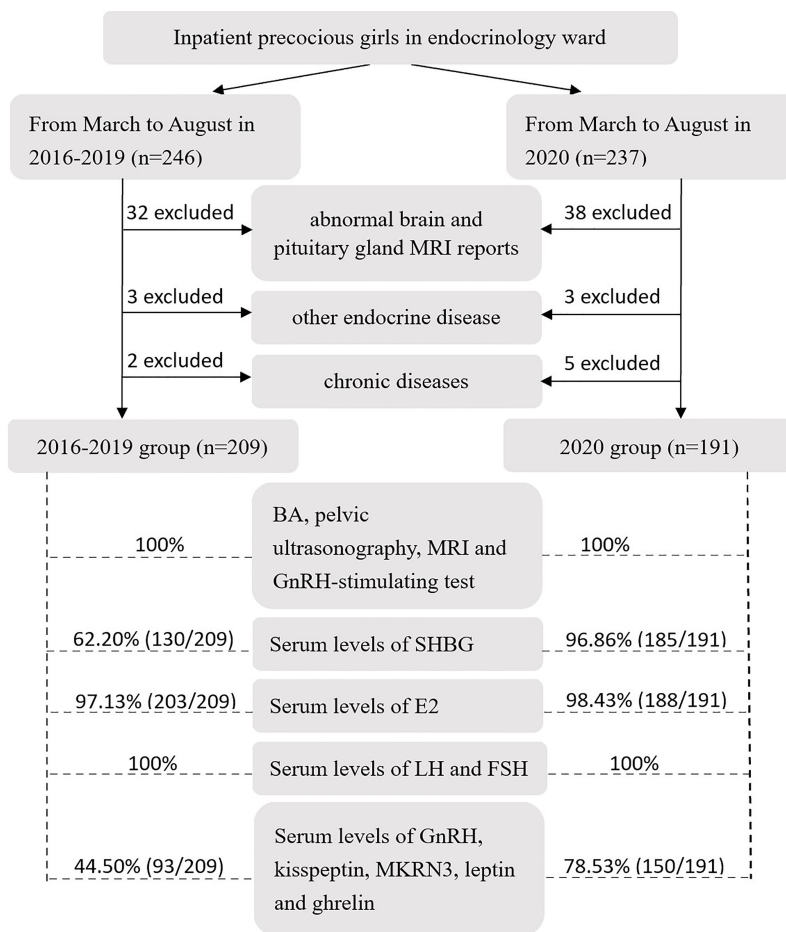 Inpatient precocious girls in endocrinology ward
From March to August in
2016-2019 (n=246)
From March to August in
2020 (n=237)
32 excluded
abnormal brain and
pituitary gland MRI reports
38 excluded
3 excluded
other endocrine disease
3 excluded
2 excluded
chronic diseases
5 excluded
2016-2019 group (n=209)
2020 group (n=191)
100%
BA, pelvic
ultrasonography, MRI and
GnRH-stimulating test
100%
62.20% (130/209)
Serum levels of SHBG
96.86% (185/191)
97.13% (203/209)
Serum levels of E2
98.43% (188/191)
100%
Serum levels of LH and FSH
100%
44.50% (93/209)
Serum levels of GnRH,
kisspeptin, MKRN3, leptin
and ghrelin
78.53% (150/191)